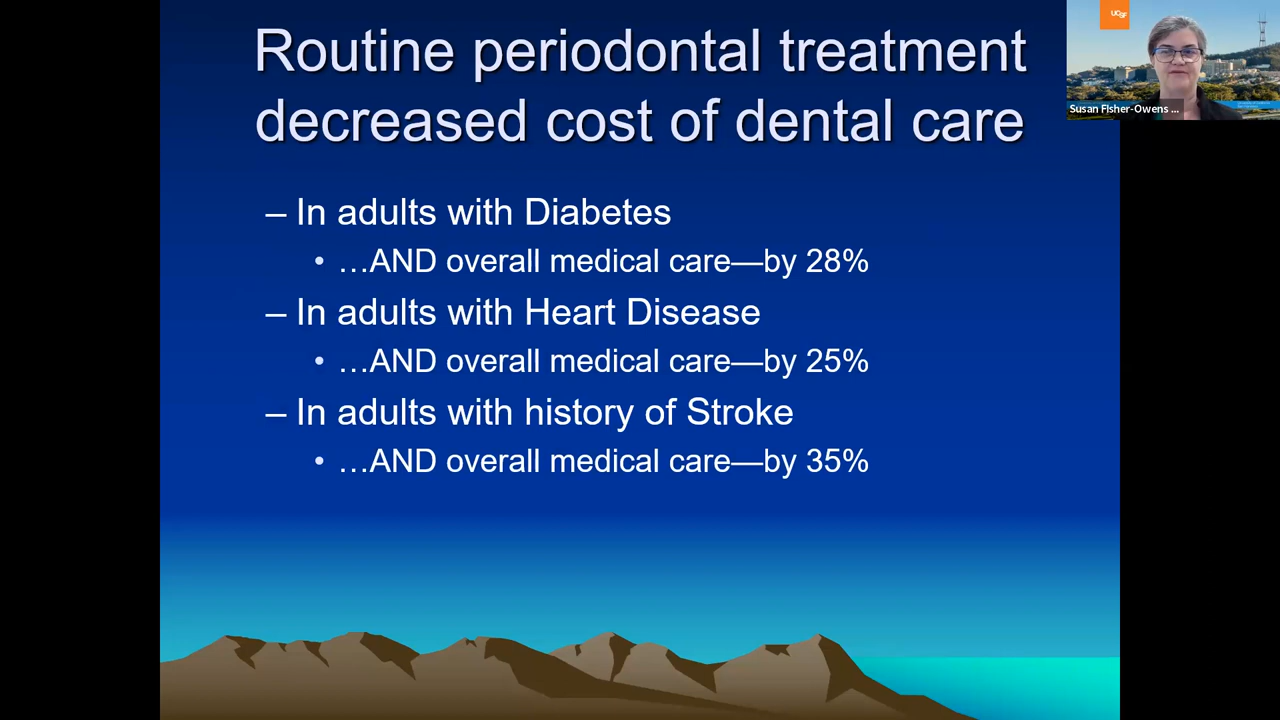 Routine periodontal treatment
decreased cost of dental care
– In adults with Diabetes
• …AND overall medical care—by 28%
– In adults with Heart Disease
• …AND overall medical care—by 25%
– In adults with history of Stroke
• …AND overall medical care—by 35%
UCSF
Susan Fisher-Owens ...